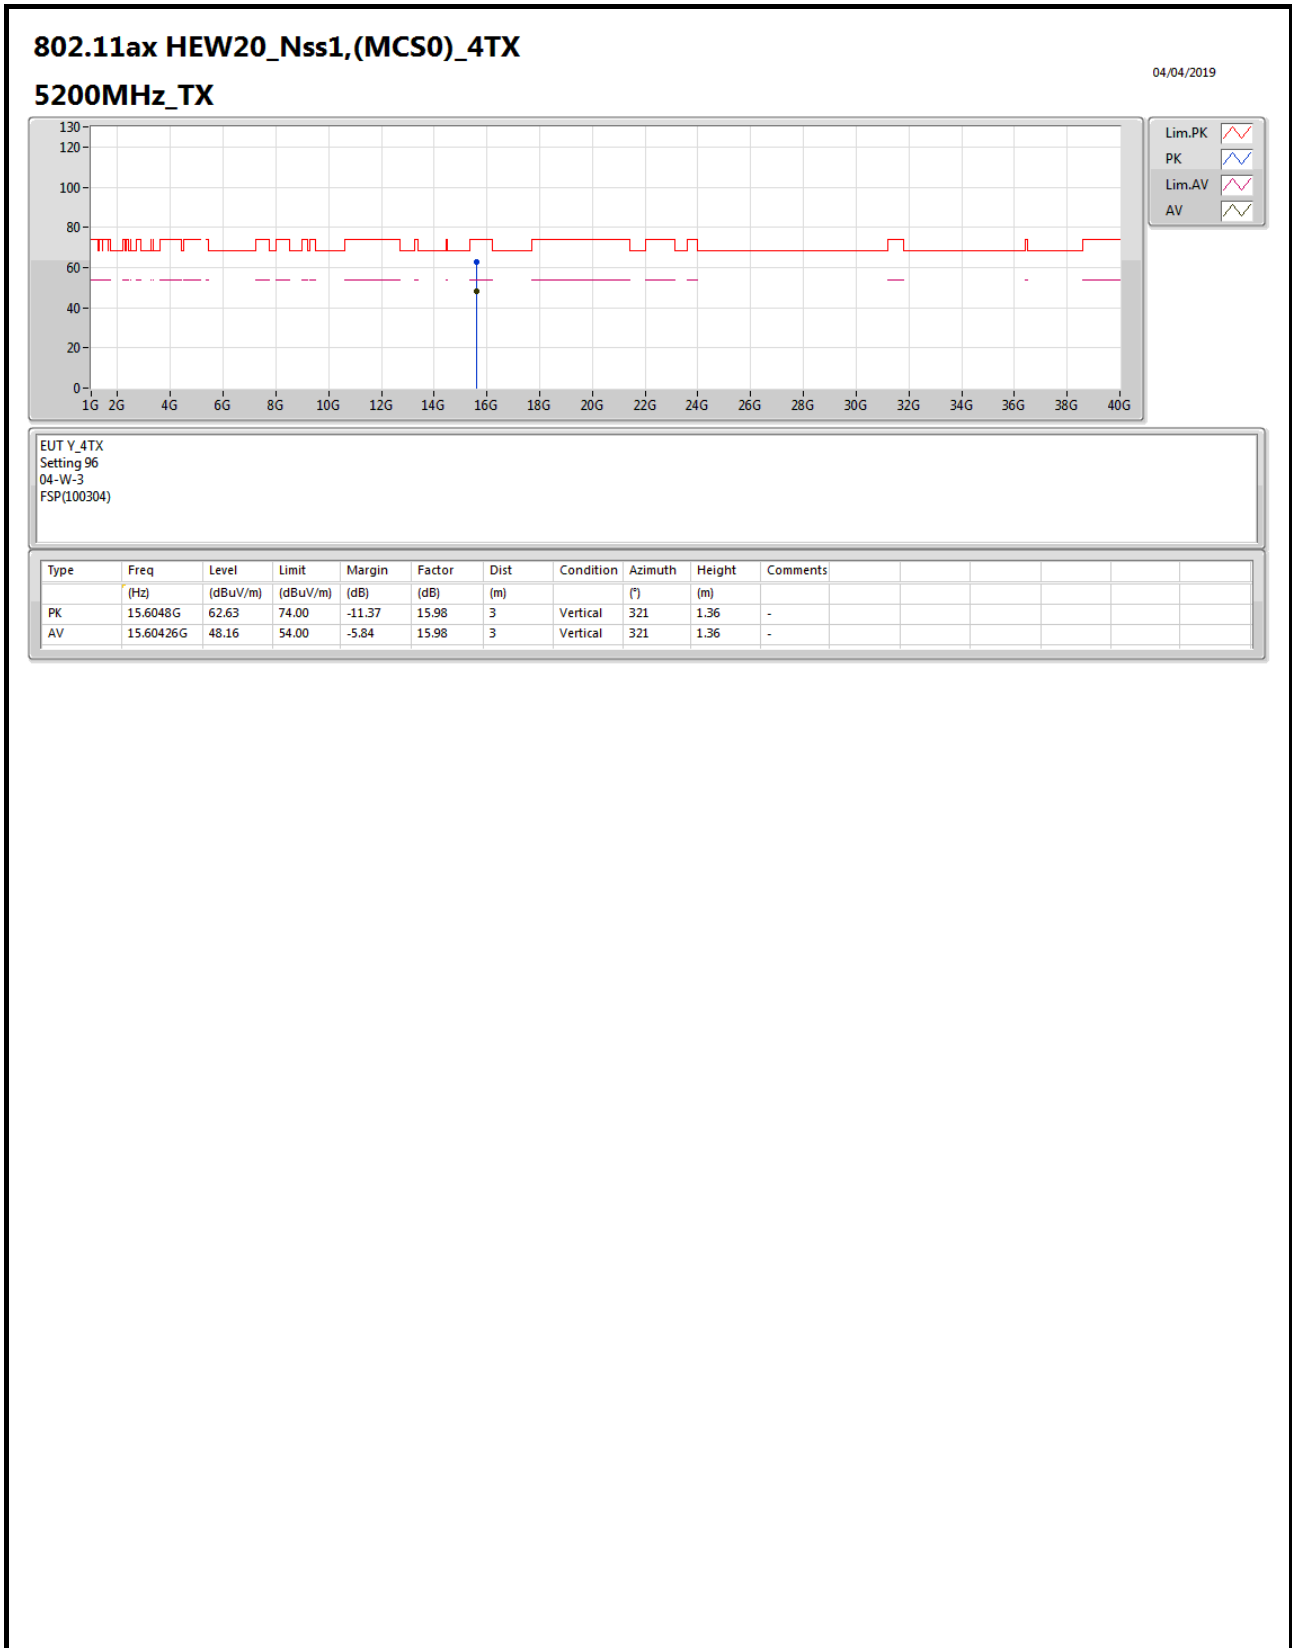 802.11ax HEW20_Nss1,(MCS0)_4TX
04/04/2019
5200MHz_TX
130
120
100
80
60
40
20
0
1G 2G 4G 6G 8G 10G 12G 14G 16G 18G 20G 22G 24G 26G 28G 30G 32G 34G 36G 38G 40G
Lim.PK
PK
Lim.AV
AV
EUT Y_4TX
Setting 96
04-W-3
FSP(100304)
Type Freq Level Limit Margin Factor Dist Condition Azimuth Height Comments
(Hz) (dBuV/m) (dBuV/m) (dB) (dB) (m) (°) (m)
PK 15.6048G 62.63 74.00 -11.37 15.98 3 Vertical 321 1.36 -
AV 15.60426G 48.16 54.00 -5.84 15.98 3 Vertical 321 1.36 -